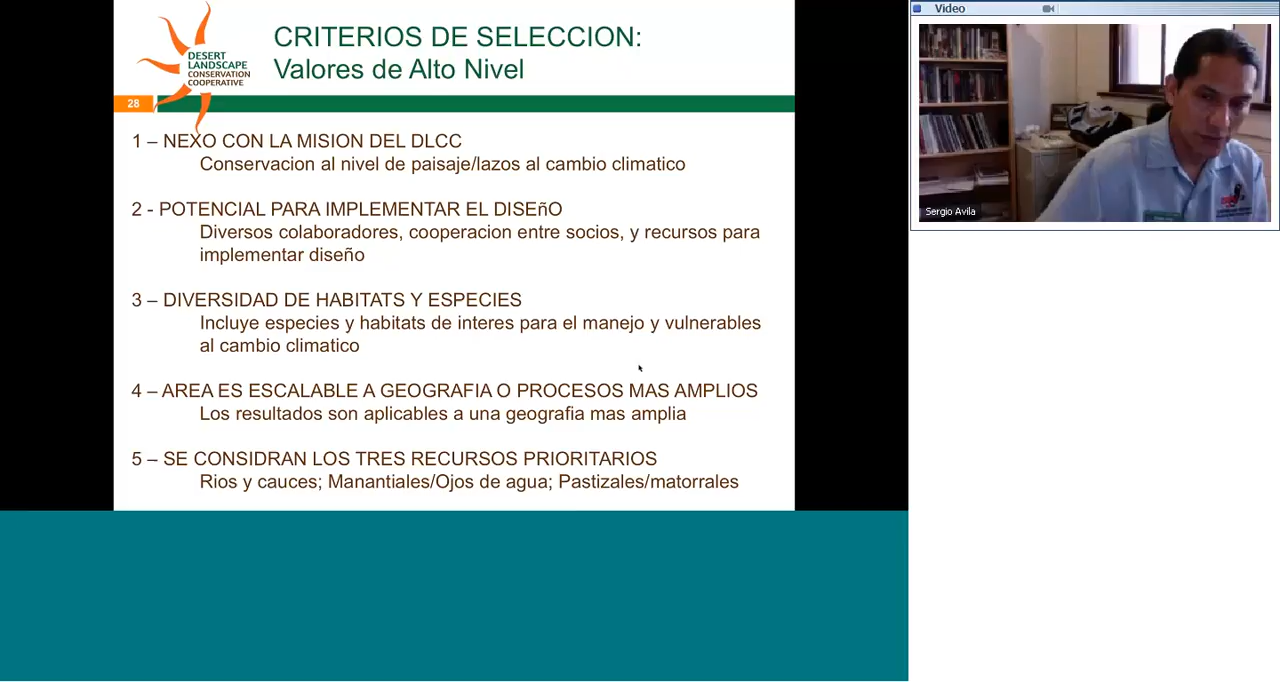 DESERT
LANDSCAPE
CONSERVATION
COOPERATIVE
CRITERIOS DE SELECCION:
Valores de Alto Nivel
28
1 – NEXO CON LA MISION DEL DLCC
Conservacion al nivel de paisaje/lazos al cambio climatico
2 - POTENCIAL PARA IMPLEMENTAR EL DISEñO
Diversos colaboradores, cooperacion entre socios, y recursos para
implementar diseño
3 – DIVERSIDAD DE HABITATS Y ESPECIES
Incluye especies y habitats de interes para el manejo y vulnerables
al cambio climatico
4 – AREA ES ESCALABLE A GEOGRAFIA O PROCESOS MAS AMPLIOS
Los resultados son aplicables a una geografia mas amplia
5 – SE CONSIDRAN LOS TRES RECURSOS PRIORITARIOS
Rios y cauces; Manantiales/Ojos de agua; Pastizales/matorrales
Video
Sergio Avila